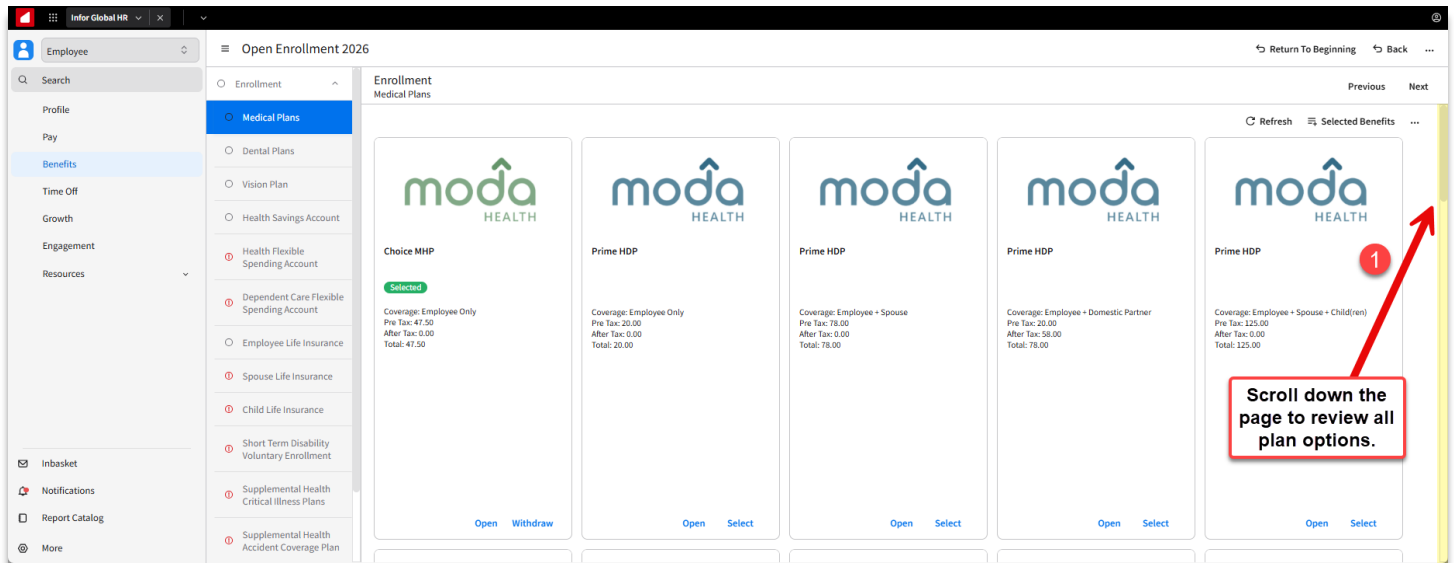 Infor Global HR
Employee
Open Enrollment 2026
Return To Beginning
Back
Search
Profile
Pay
Benefits
Time Off
Growth
Engagement
Resources
Inbasket
Notifications
Report Catalog
More
Enrollment
Medical Plans
Dental Plans
Vision Plan
Health Savings Account
Health Flexible
Spending Account
Dependent Care Flexible
Spending Account
Employee Life Insurance
Spouse Life Insurance
Child Life Insurance
Short Term Disability
Voluntary Enrollment
Supplemental Health
Critical Illness Plans
Supplemental Health
Accident Coverage Plan
Enrollment
Medical Plans
Previous
Next
Refresh
Selected Benefits
moda
HEALTH
Choice MHP
Selected
Coverage: Employee Only
Pre Tax: 47.50
After Tax: 0.00
Total: 47.50
Open Withdraw
moda
HEALTH
Prime HDP
Coverage: Employee Only
Pre Tax: 20.00
After Tax: 0.00
Total: 20.00
Open Select
moda
HEALTH
Prime HDP
Coverage: Employee + Spouse
Pre Tax: 78.00
After Tax: 0.00
Total: 78.00
Open Select
moda
HEALTH
Prime HDP
Coverage: Employee + Domestic Partner
Pre Tax: 20.00
After Tax: 58.00
Total: 78.00
Open Select
moda
HEALTH
Prime HDP
Coverage: Employee + Spouse + Child(ren)
Pre Tax: 125.00
After Tax: 0.00
Total: 125.00
Open Select
1
Scroll down the
page to review all
plan options.